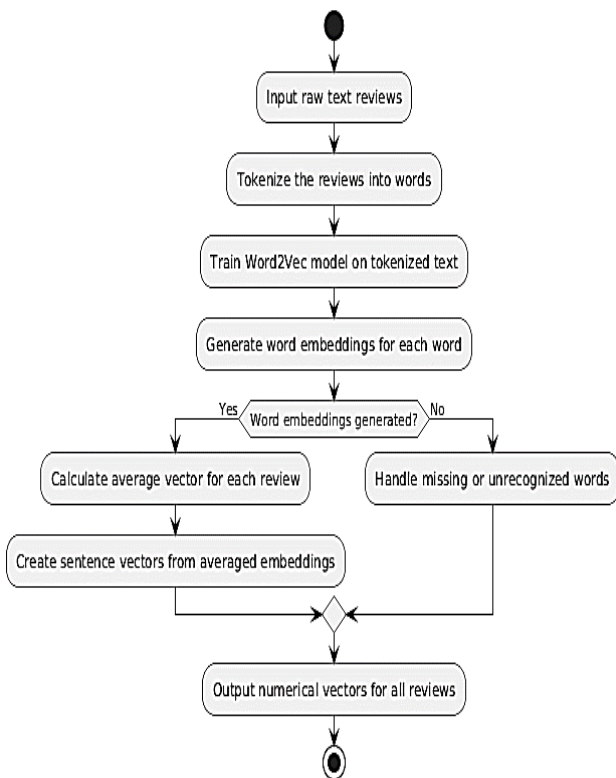 Input raw text reviews
Tokenize the reviews into words
Train Word2Vec model on tokenized text
Generate word embeddings for each word
Yes
Word embeddings generated?
No
Calculate average vector for each review
Handle missing or unrecognized words
Create sentence vectors from averaged embeddings
Output numerical vectors for all reviews